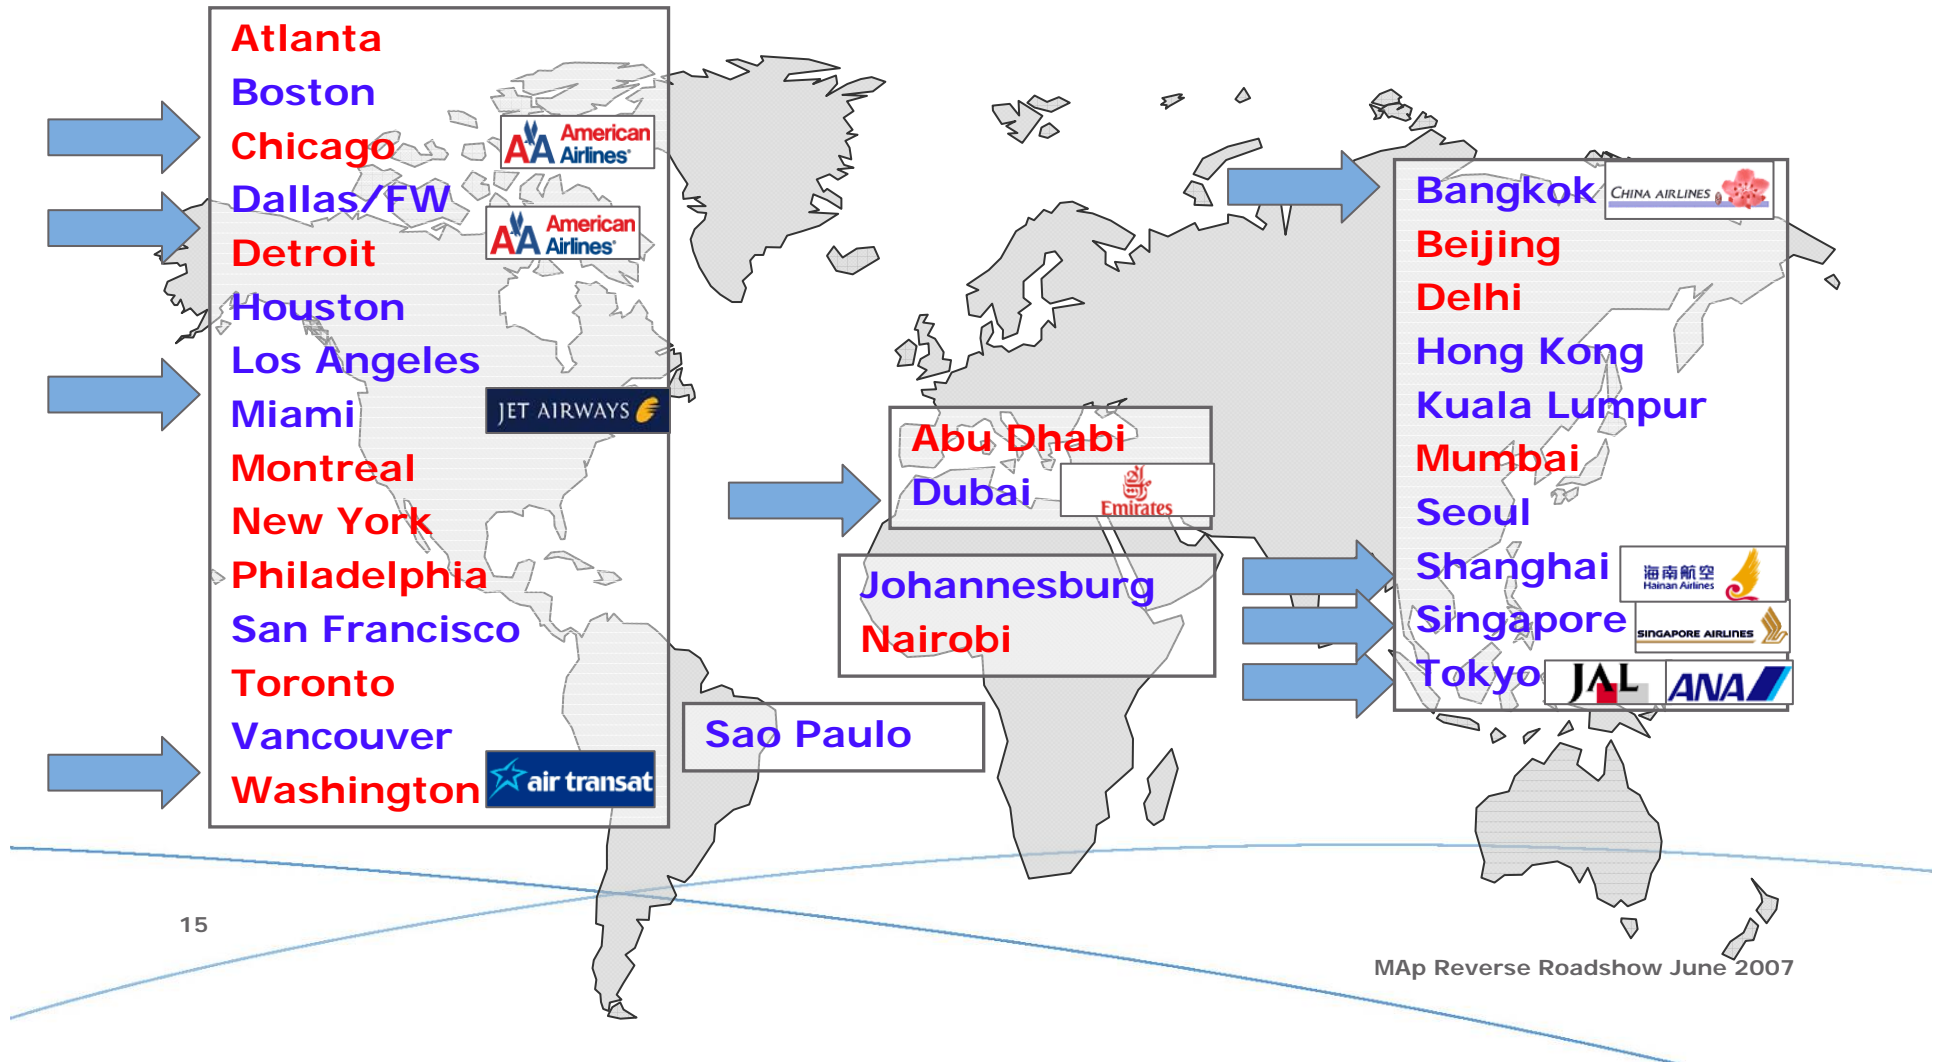 Atlanta
Boston
Chicago
American
AA Airlines
Dallas/FW
American
AA Airlines
Detroit
Houston
Los Angeles
Miami
JET AIRWAYS
Montreal
New York
Philadelphia
San Francisco
Toronto
Vancouver
Washington
air transat
Sao Paulo
Abu Dhabi
Dubai
Emirates
Johannesburg
Nairobi
Bangkok
CHINA AIRLINES
Beijing
Delhi
Hong Kong
Kuala Lumpur
Mumbai
Seoul
Shanghai
海南航空
Hainan Airlines
Singapore
SINGAPORE AIRLINES
Tokyo
JAL
ANA
15
MAp Reverse Roadshow June 2007